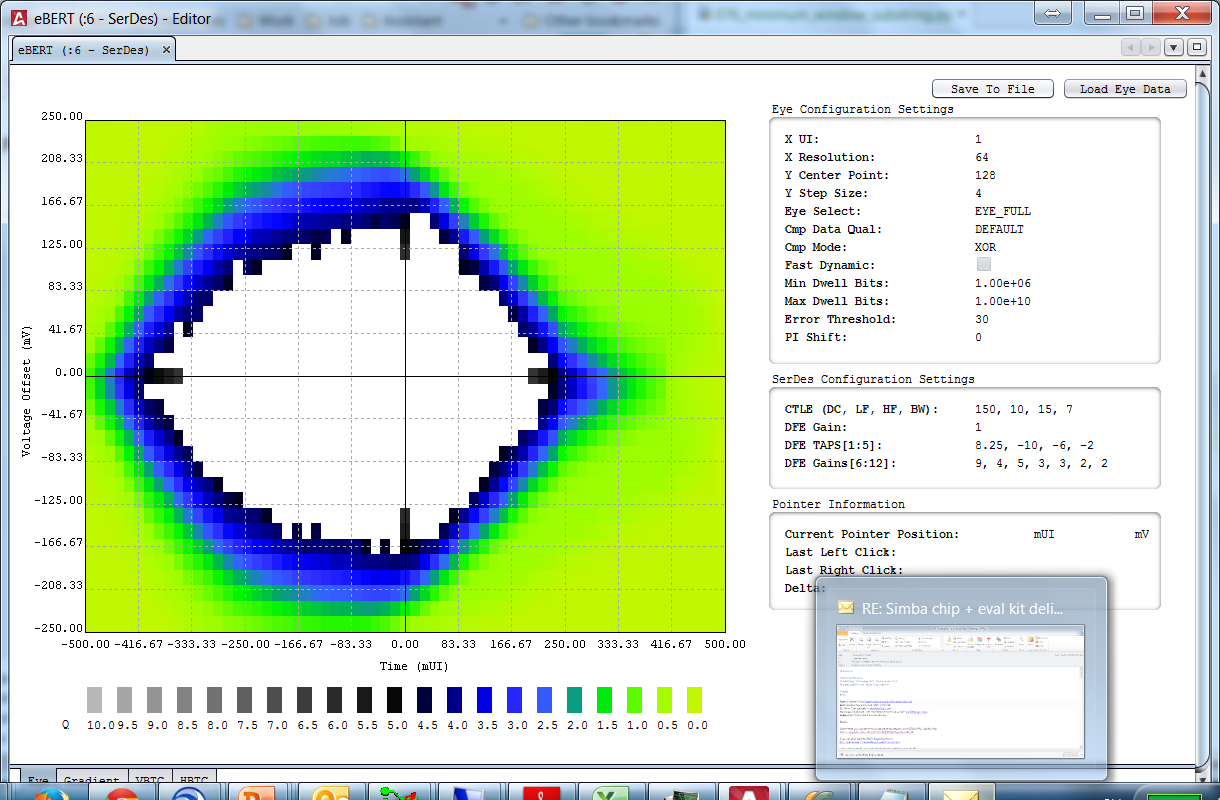 eBERT (:6 - SerDes) - Editor
eBERT (:6 - SerDes) ×
Save To File
Load Eye Data
Eye Configuration Settings
X UI: 1
X Resolution: 64
Y Center Point: 128
Y Step Size: 4
Eye Select: EYE_FULL
Cmp Data Qual: DEFAULT
Cmp Mode: XOR
Fast Dynamic:
Min Dwell Bits: 1.00e+06
Max Dwell Bits: 1.00e+10
Error Threshold: 30
PI Shift: 0
SerDes Configuration Settings
CTLE (DC, LF, HF, BW): 150, 10, 15, 7
DFE Gain: 1
DFE TAPS[1:5]: 8.25, -10, -6, -2
DFE Gains[6:12]: 9, 4, 5, 3, 3, 2, 2
Pointer Information
Current Pointer Position: mUI mV
Last Left Click:
Last Right Click:
Delta:
RE: Simba chip + eval kit deli...
250.00
208.33
166.67
125.00
83.33
41.67
0.00
-41.67
-83.33
-125.00
-166.67
-208.33
-250.00
Voltage Offset (mV)
-500.00 -416.67 -333.33 -250.00 -166.67 -83.33 0.00 83.33 166.67 250.00 333.33 416.67 500.00
Time (mUI)
Q 10.0 9.5 9.0 8.5 8.0 7.5 7.0 6.5 6.0 5.5 5.0 4.5 4.0 3.5 3.0 2.5 2.0 1.5 1.0 0.5 0.0
Eye Gradient VBTC HBTC